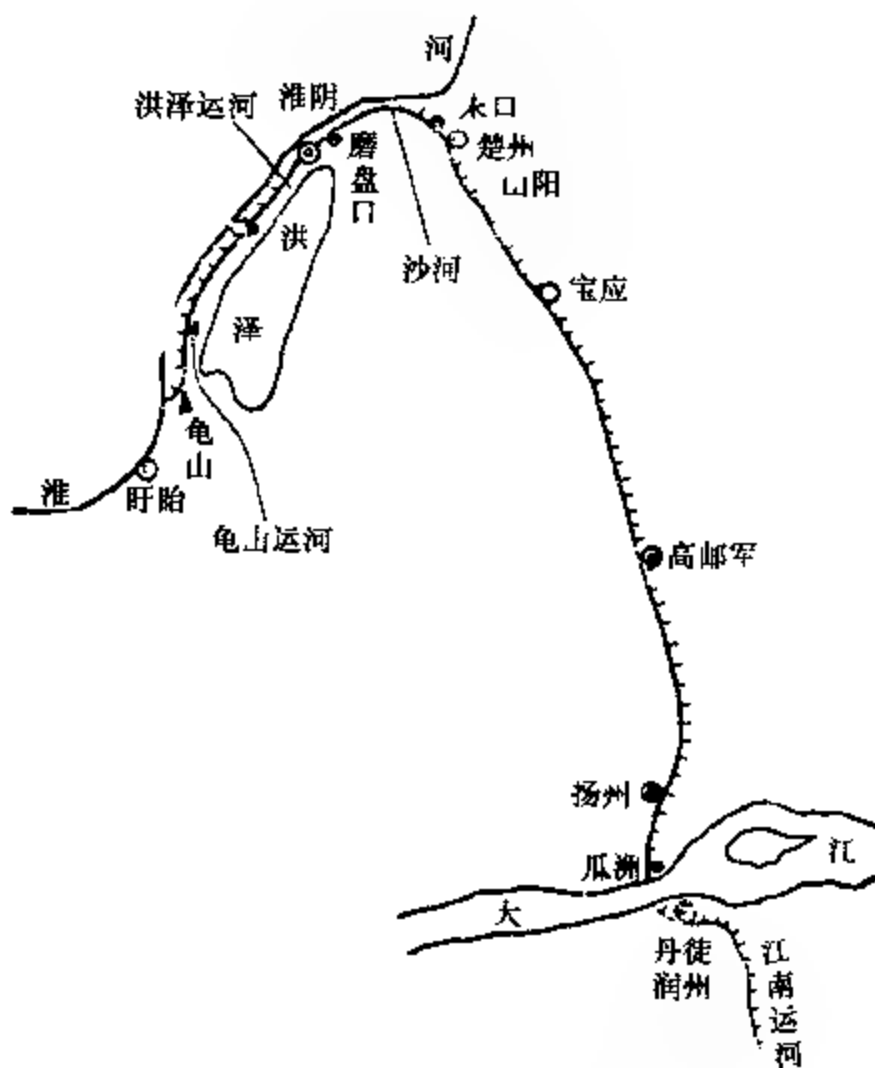 河
淮阴
洪泽运河
末口
楚州
山阳
磨盘口
沙河
洪泽
宝应
龟山
淮
盱眙
龟山运河
高邮军
扬州
瓜洲
大江
丹徒
润州
江南运河